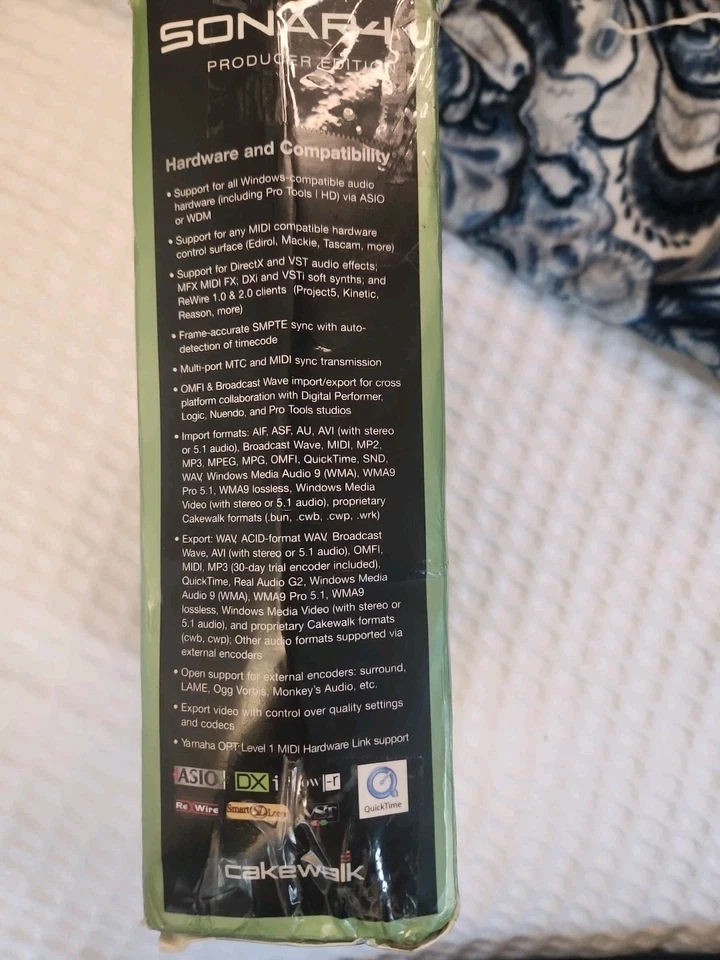 SONAR 4
PRODUCER EDITION
Hardware and Compatibility
• Support for all Windows-compatible audio
hardware (including Pro Tools | HD) via ASIO
or WDM
• Support for any MIDI compatible hardware
control surface (Edirol, Mackie, Tascam, more)
• Support for DirectX and VST audio effects;
MFX MIDI FX; DXi and VSTi soft synths; and
ReWire 1.0 & 2.0 clients (Project5, Kinetic,
Reason, more)
• Frame-accurate SMPTE sync with auto-
detection of timecode
• Multi-port MTC and MIDI sync transmission
• OMFI & Broadcast Wave import/export for cross
platform collaboration with Digital Performer,
Logic, Nuendo, and Pro Tools studios
• Import formats: AIF, ASF, AU, AVI (with stereo
or 5.1 audio), Broadcast Wave, MIDI, MP2,
MP3, MPEG, MPG, OMFI, QuickTime, SND,
WAV, Windows Media Audio 9 (WMA), WMA9
Pro 5.1, WMA9 lossless, Windows Media
Video (with stereo or 5.1 audio), proprietary
Cakewalk formats (.bun, .cwb, .cwp, .wrk)
• Export: WAV, ACID-format WAV, Broadcast
Wave, AVI (with stereo or 5.1 audio), OMFI,
MIDI, MP3 (30-day trial encoder included),
QuickTime, Real Audio G2, Windows Media
Audio 9 (WMA), WMA9 Pro 5.1, WMA9
lossless, Windows Media Video (with stereo or
5.1 audio), and proprietary Cakewalk formats
(cwb, cwp); Other audio formats supported via
external encoders
• Open support for external encoders: surround,
LAME, Ogg Vorbis, Monkey's Audio, etc.
• Export video with control over quality settings
and codecs
• Yamaha OPT Level 1 MIDI Hardware Link support
ASIO DXi
QuickTime
ReWire VST
cakewalk